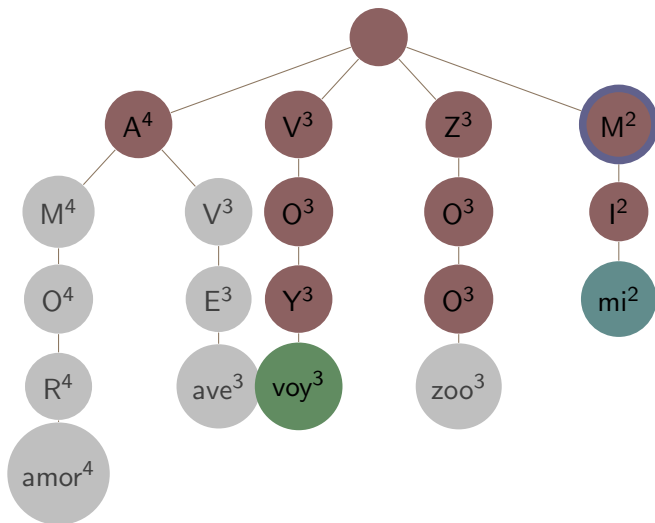 A⁴ V³ Z³ M²
M⁴ V³ O³ O³ I²
O⁴ E³ Y³ O³ mi²
R⁴ ave³ voy³ zoo³
amor⁴